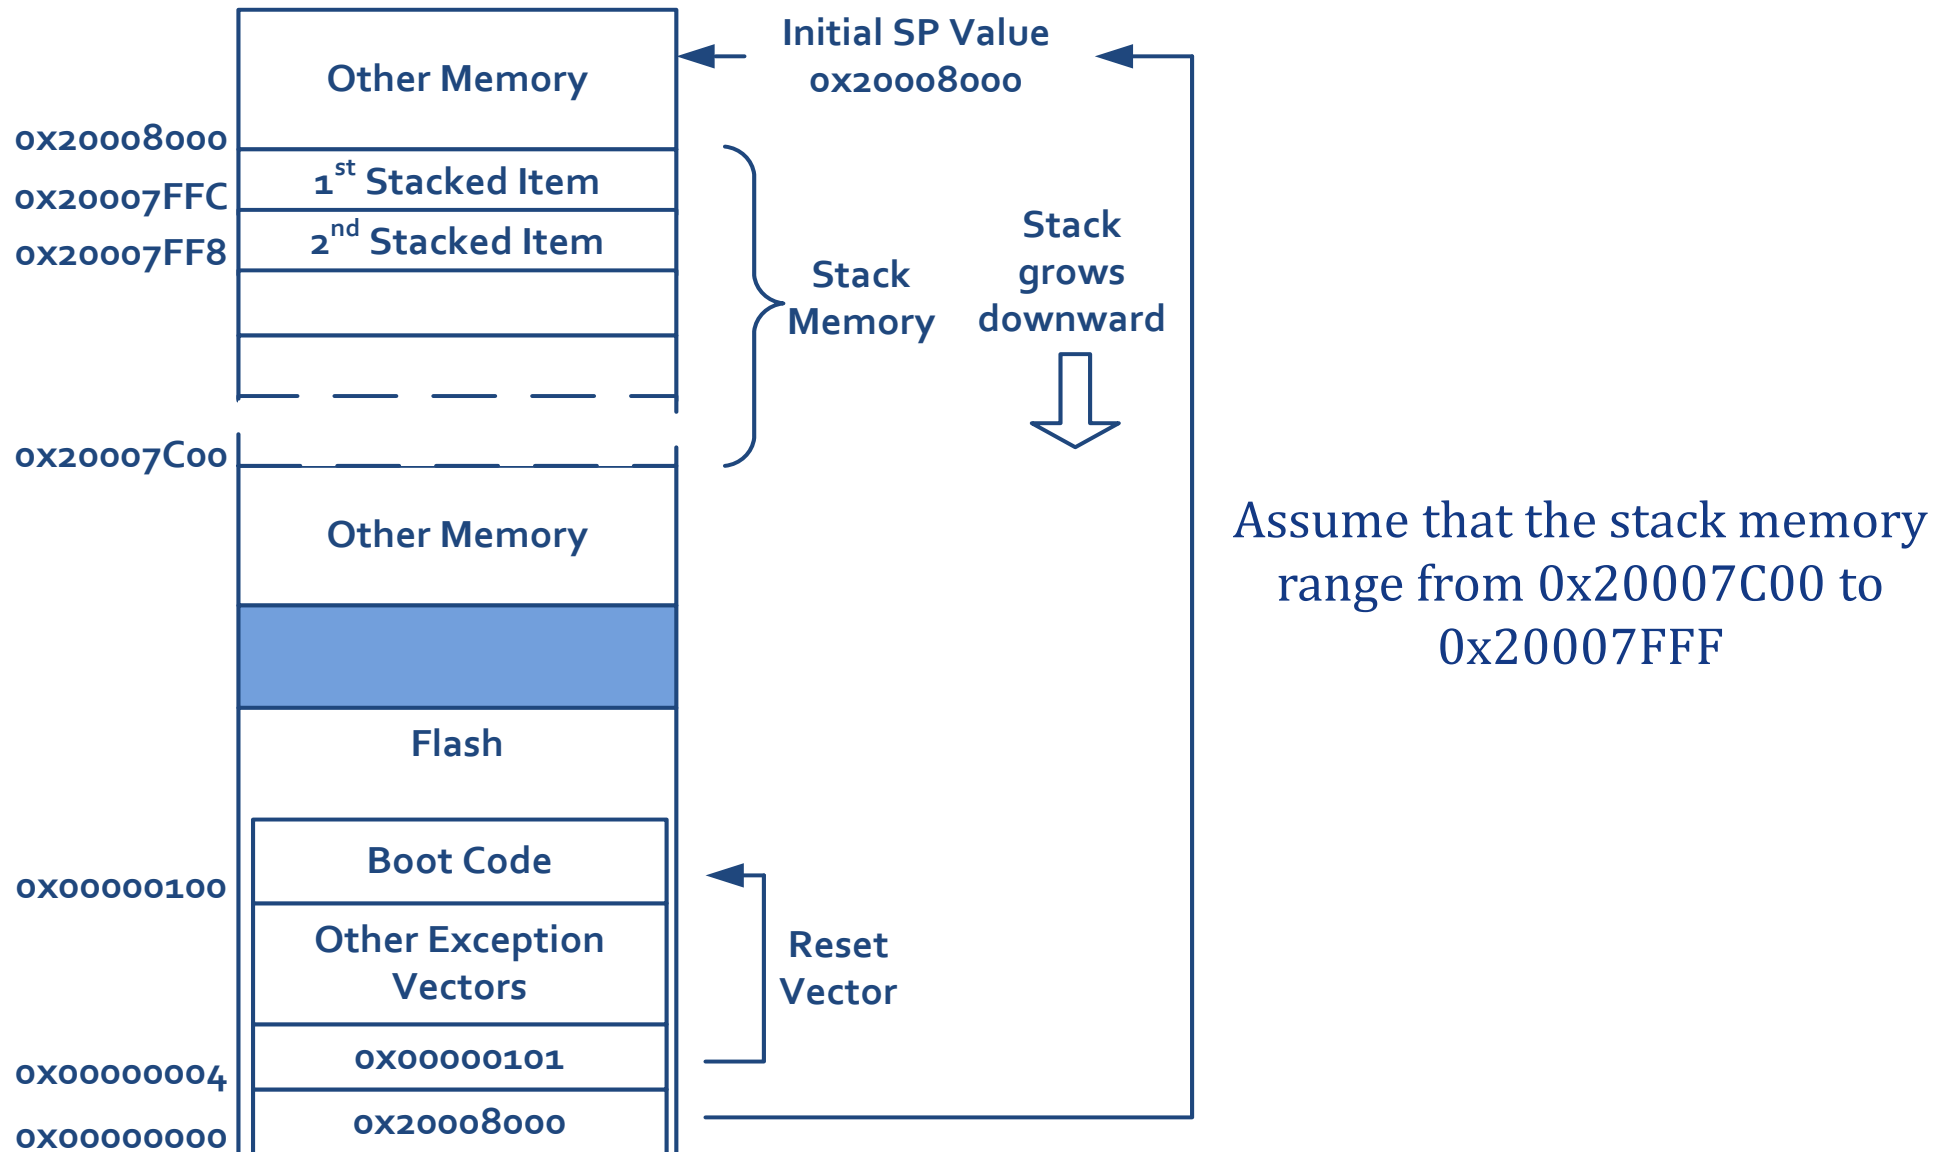 Other Memory
Initial SP Value
0x20008000
0x20008000
1st Stacked Item
0x20007FFC
2nd Stacked Item
0x20007FF8
Stack
Memory
Stack
grows
downward
0x20007C00
Other Memory
Assume that the stack memory
range from 0x20007C00 to
0x20007FFF
Flash
Boot Code
0x00000100
Other Exception
Vectors
Reset
Vector
0x00000101
0x00000004
0x20008000
0x00000000